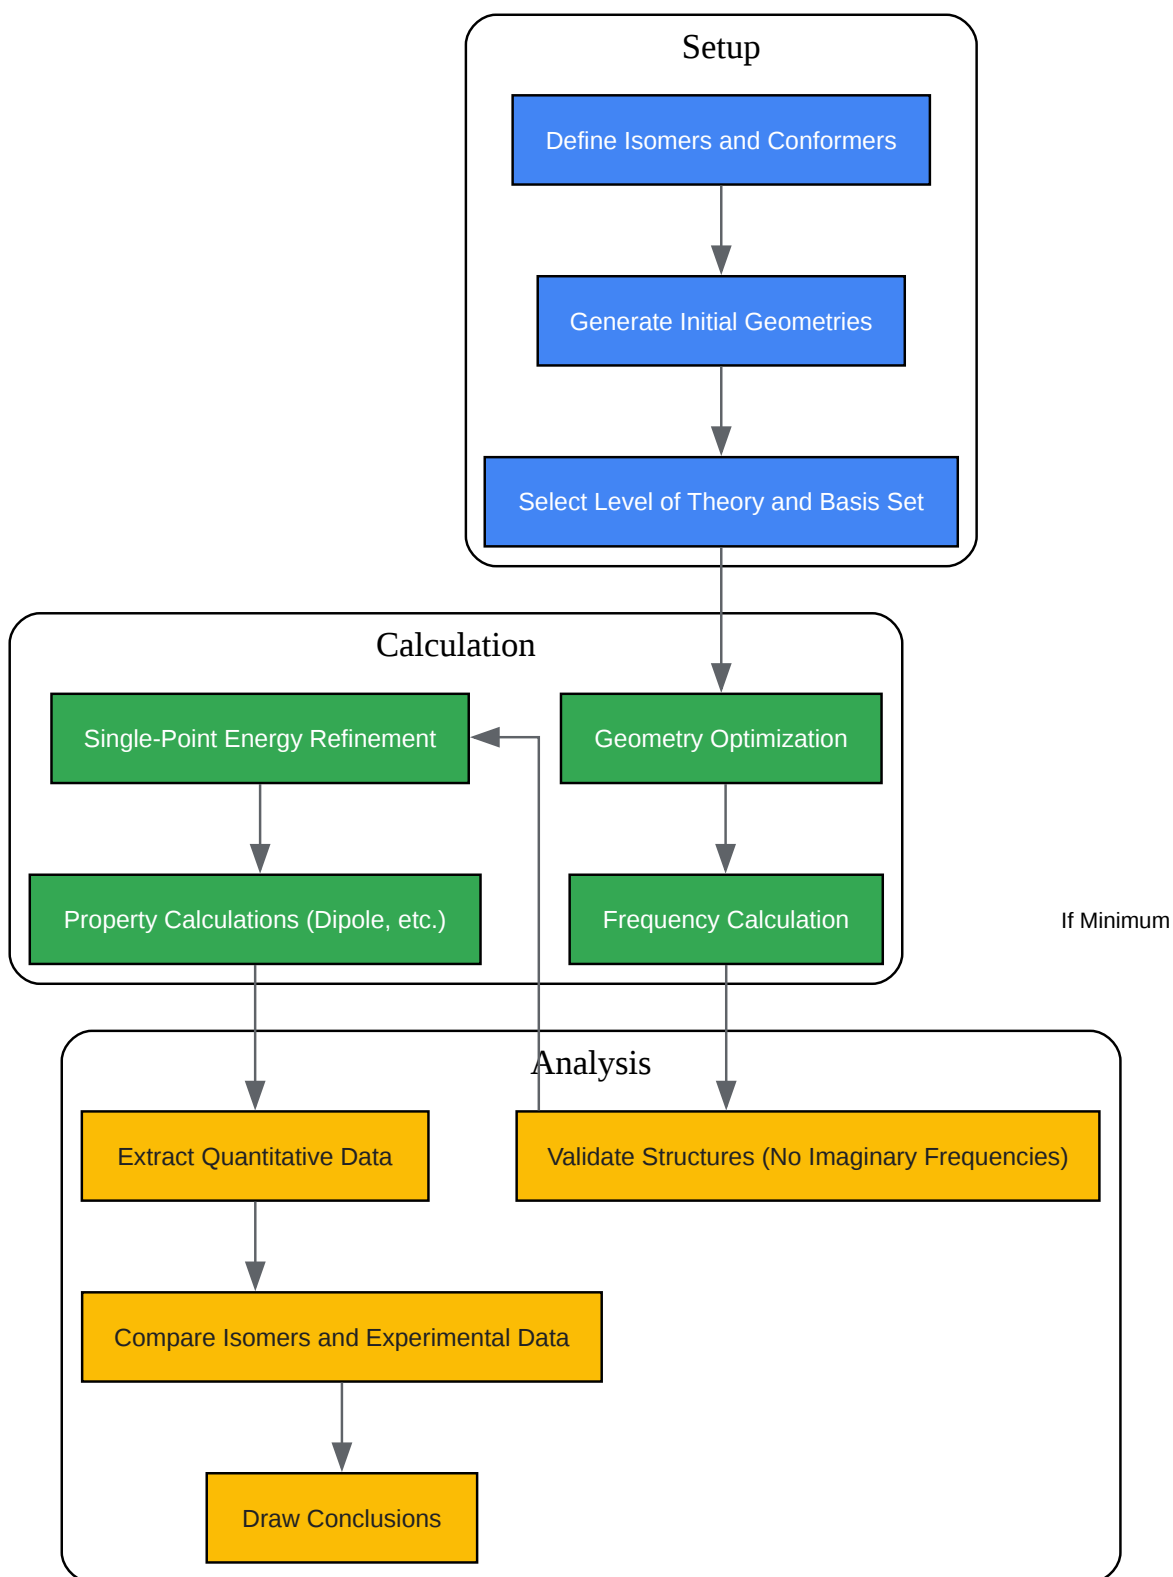 Setup
Define Isomers and Conformers
Generate Initial Geometries
Select Level of Theory and Basis Set
Calculation
Single-Point Energy Refinement
Geometry Optimization
Property Calculations (Dipole, etc.)
Frequency Calculation
If Minimum
Analysis
Extract Quantitative Data
Validate Structures (No Imaginary Frequencies)
Compare Isomers and Experimental Data
Draw Conclusions